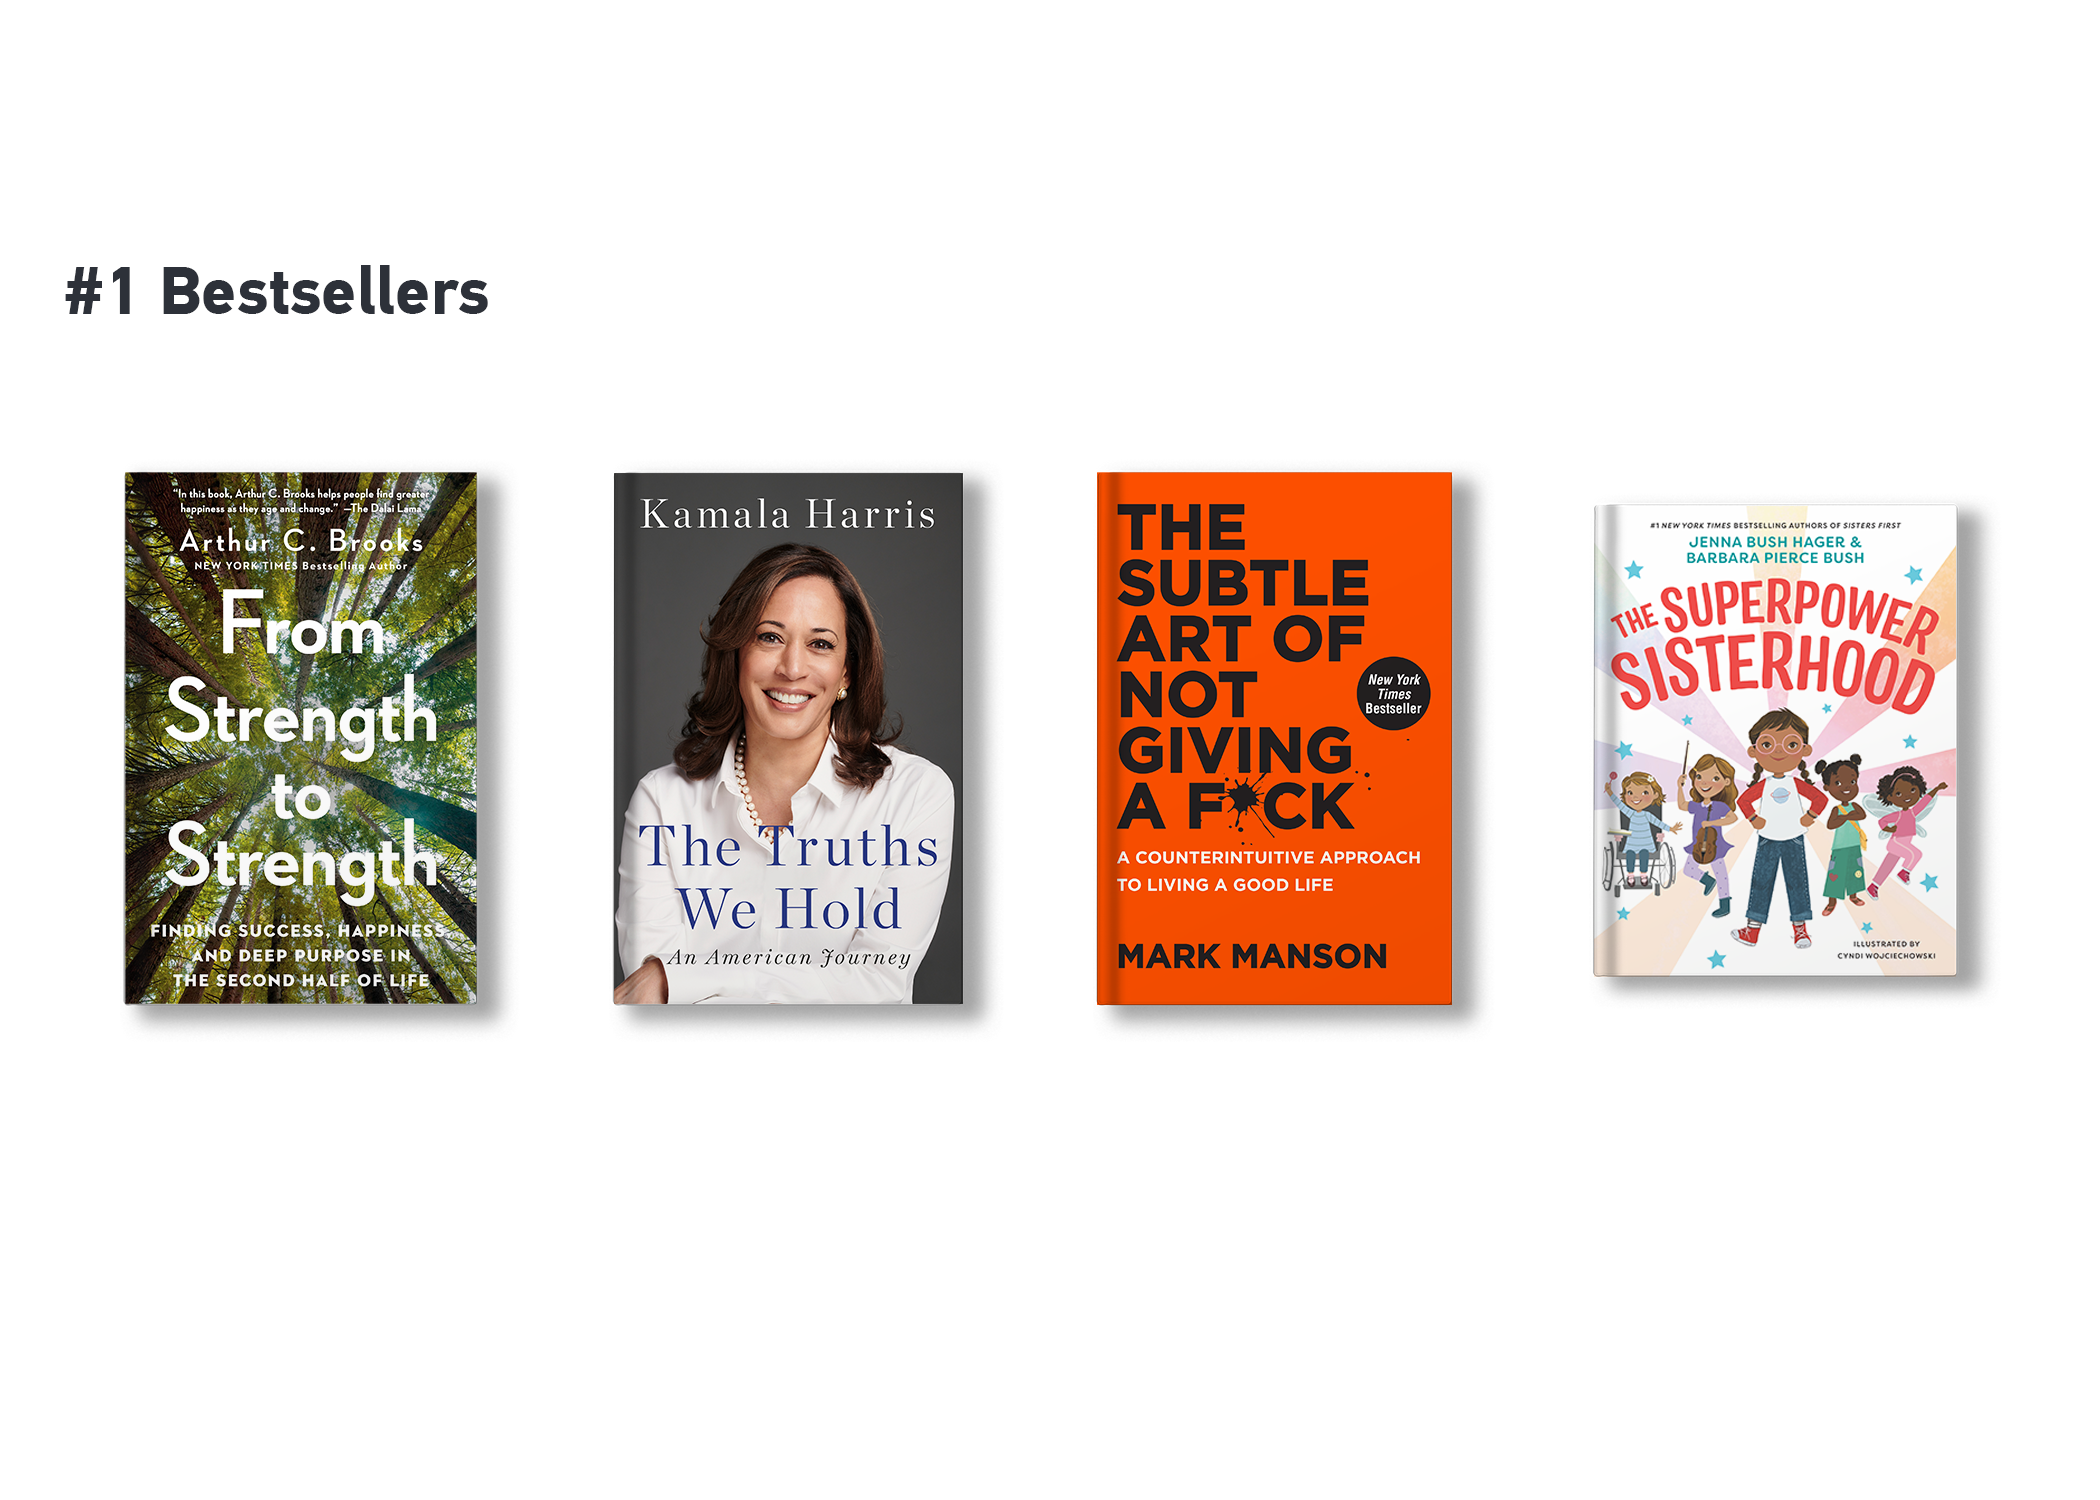 #1 Bestsellers
"In this book, Arthur C. Brooks helps people find greater
happiness as they age and change." —The Dalai Lama
Arthur C. Brooks
NEW YORK TIMES Bestselling Author
From
Strength
to
Strength
FINDING SUCCESS, HAPPINESS,
AND DEEP PURPOSE IN
THE SECOND HALF OF LIFE
Kamala Harris
The Truths
We Hold
An American Journey
THE
SUBTLE
ART OF
NOT
GIVING
A F*CK
New York
Times
Bestseller
A COUNTERINTUITIVE APPROACH
TO LIVING A GOOD LIFE
MARK MANSON
#1 NEW YORK TIMES BESTSELLING AUTHORS OF SISTERS FIRST
JENNA BUSH HAGER &
BARBARA PIERCE BUSH
THE SUPERPOWER
SISTERHOOD
ILLUSTRATED BY
CYNDI WOJCIECHOWSKI